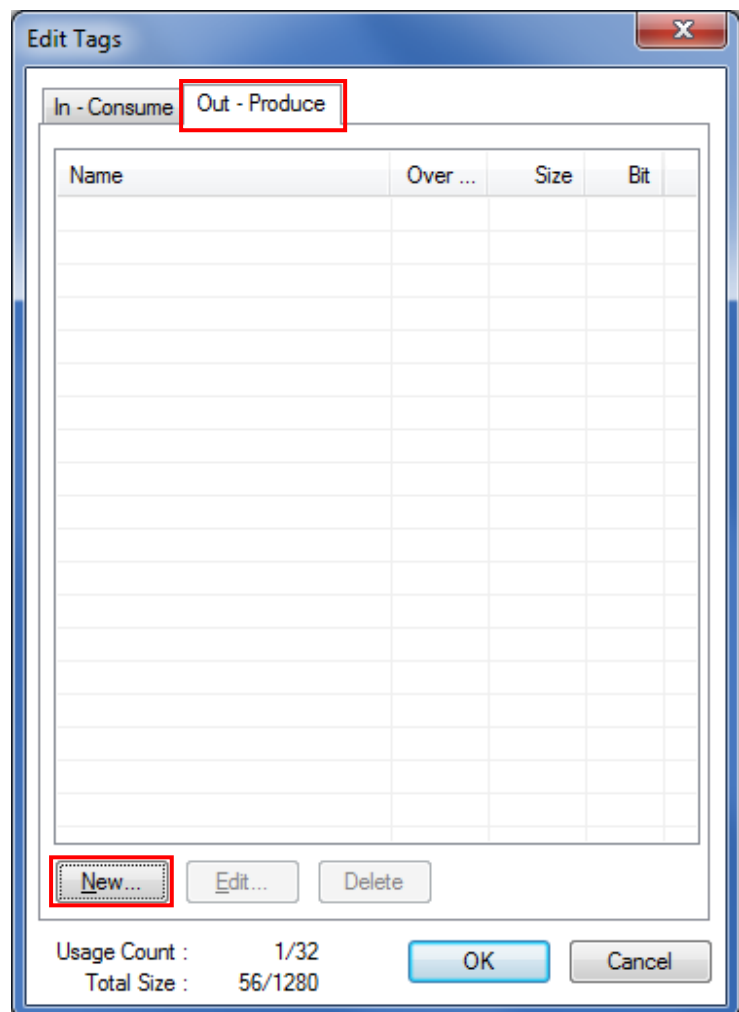 Edit Tags
In - Consume Out - Produce
Name Over ... Size Bit
New... Edit... Delete
Usage Count : 1/32
Total Size : 56/1280
OK Cancel